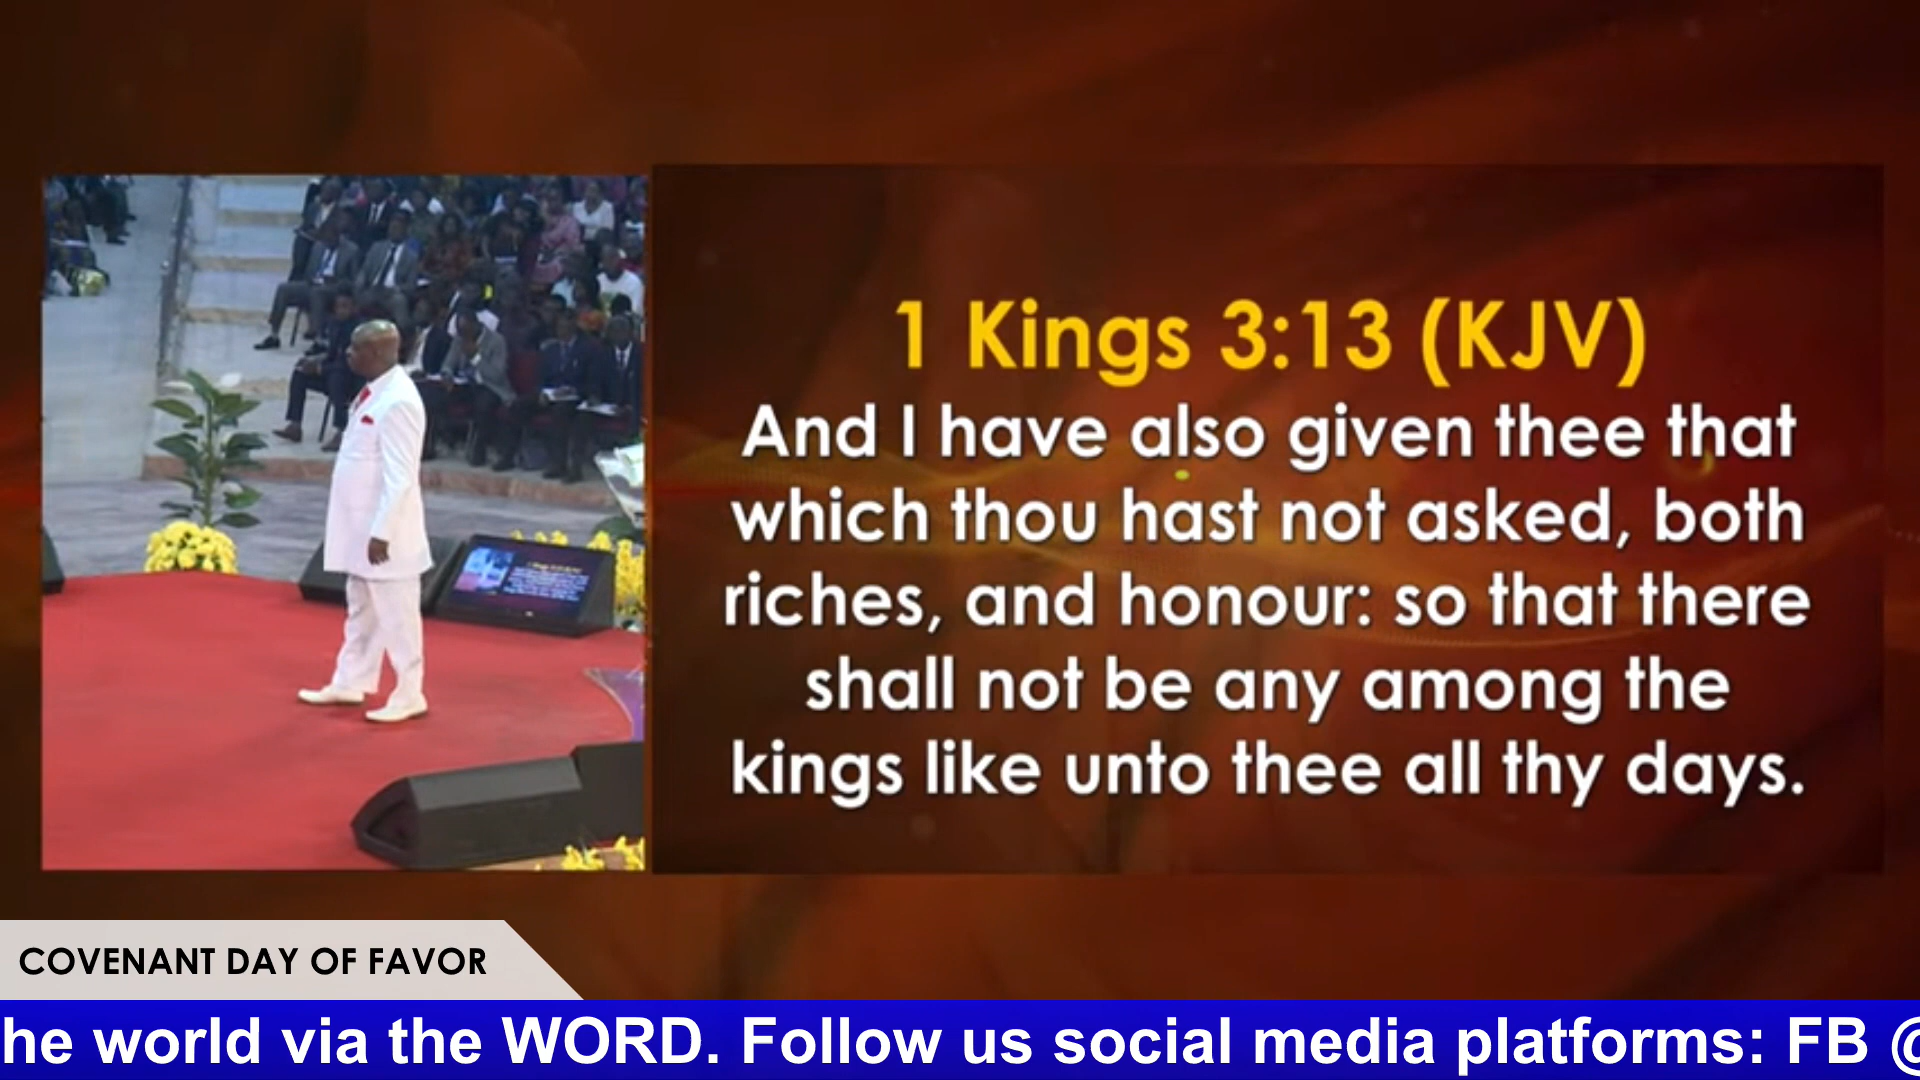 1 Kings 3:13 (KJV)
And I have also given thee that
which thou hast not asked, both
riches, and honour: so that there
shall not be any among the
kings like unto thee all thy days.
COVENANT DAY OF FAVOR
he world via the WORD. Follow us social media platforms: FB @